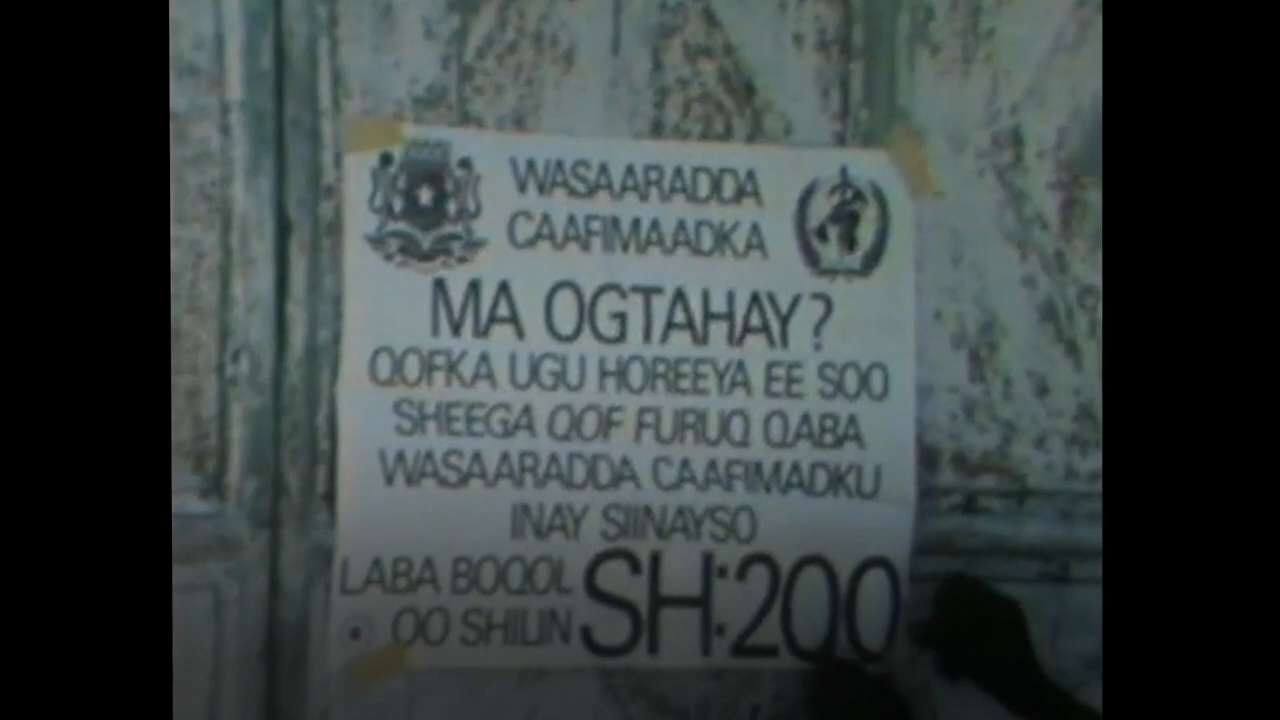 WASAARADDA
CAAFIMAADKA
MA OGTAHAY?
QOFKA UGU HOREEYA EE SOO
SHEEGA QOF FURUQ QABA
WASAARADDA CAAFIMADKU
INAY SIINAYSO
LABA BOQOL
OO SHILIN SH:200